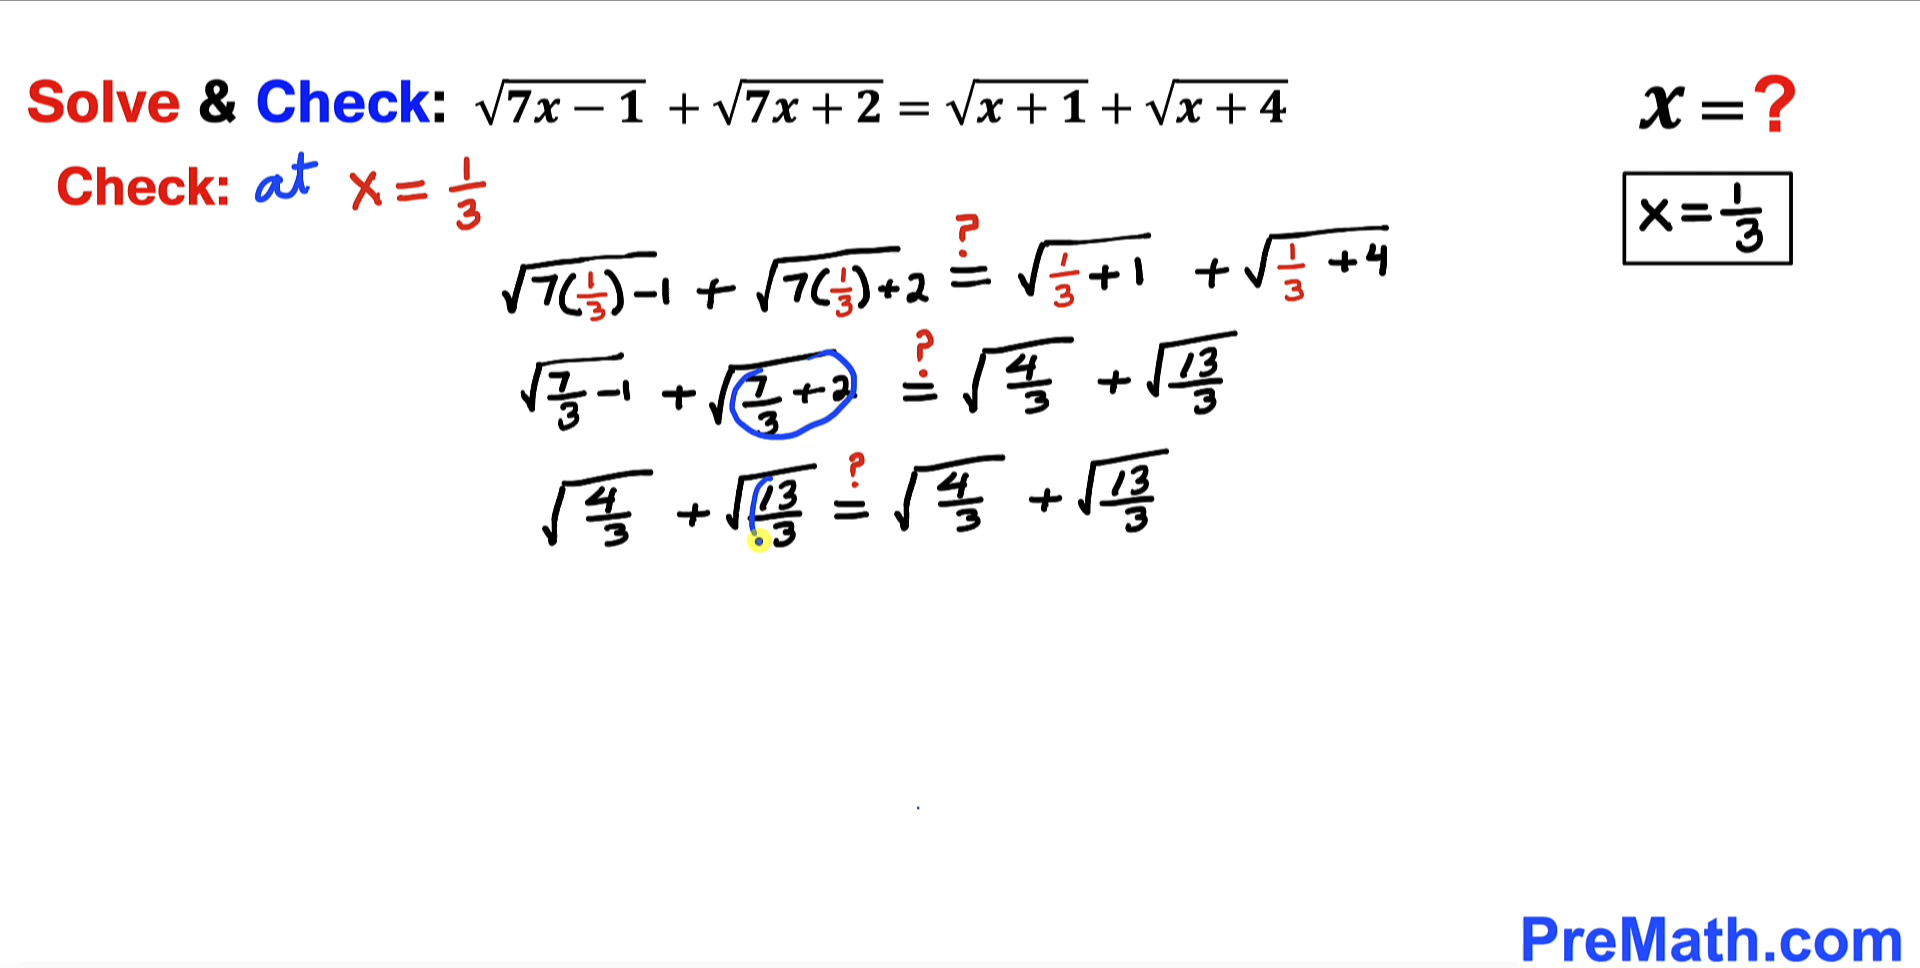 Solve & Check: √(7x − 1) + √(7x + 2) = √(x + 1) + √(x + 4)
x = ?
Check: at x = 1/3
x = 1/3
√(7(1/3) − 1) + √(7(1/3) + 2) =? √(1/3 + 1) + √(1/3 + 4)
√(7/3 − 1) + √(7/3 + 2) =? √(4/3) + √(13/3)
√(4/3) + √(13/3) =? √(4/3) + √(13/3)
PreMath.com